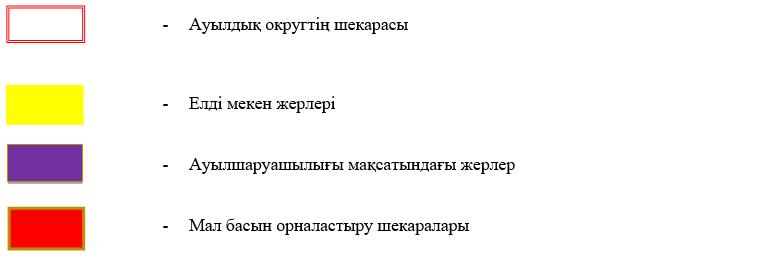 - Ауылдық округтің шекарасы
- Елді мекен жерлері
- Ауылшаруашылығы мақсатындағы жерлер
- Мал басын орналастыру шекаралары